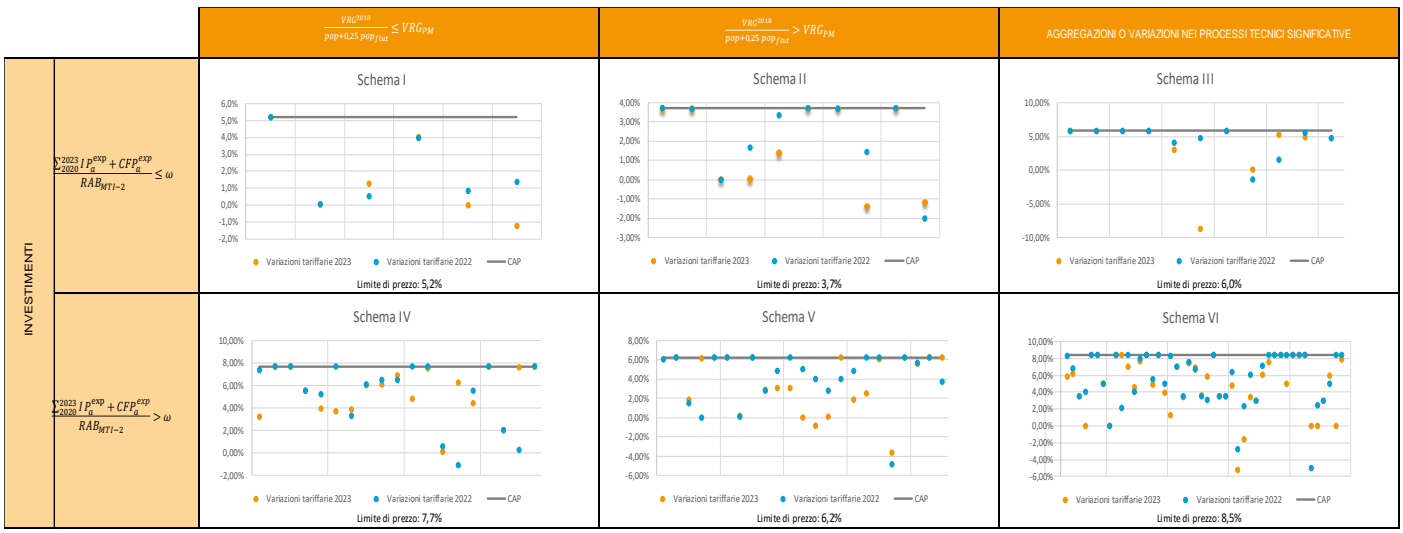 VRG²⁰¹⁸ / pop+0,25 pop_flut ≤ VRG_PM
VRG²⁰¹⁸ / pop+0,25 pop_flut > VRG_PM
AGGREGAZIONI O VARIAZIONI NEI PROCESSI TECNICI SIGNIFICATIVE
INVESTIMENTI
∑₂₀₂₀²⁰²³ IP_a^exp + CFP_a^exp / RAB_MTI−2 ≤ ω
Schema I
6,0%
5,0%
4,0%
3,0%
2,0%
1,0%
0,0%
-1,0%
-2,0%
Variazioni tariffarie 2023 Variazioni tariffarie 2022 CAP
Limite di prezzo: 5,2%
Schema II
4,00%
3,00%
2,00%
1,00%
0,00%
-1,00%
-2,00%
-3,00%
Variazioni tariffarie 2023 Variazioni tariffarie 2022 CAP
Limite di prezzo: 3,7%
Schema III
10,00%
5,00%
0,00%
-5,00%
-10,00%
Variazioni tariffarie 2023 Variazioni tariffarie 2022 CAP
Limite di prezzo: 6,0%
∑₂₀₂₀²⁰²³ IP_a^exp + CFP_a^exp / RAB_MTI−2 > ω
Schema IV
10,00%
8,00%
6,00%
4,00%
2,00%
0,00%
-2,00%
Variazioni tariffarie 2023 Variazioni tariffarie 2022 CAP
Limite di prezzo: 7,7%
Schema V
8,00%
6,00%
4,00%
2,00%
0,00%
-2,00%
-4,00%
-6,00%
Variazioni tariffarie 2023 Variazioni tariffarie 2022 CAP
Limite di prezzo: 6,2%
Schema VI
10,00%
8,00%
6,00%
4,00%
2,00%
0,00%
-2,00%
-4,00%
-6,00%
Variazioni tariffarie 2023 Variazioni tariffarie 2022 CAP
Limite di prezzo: 8,5%